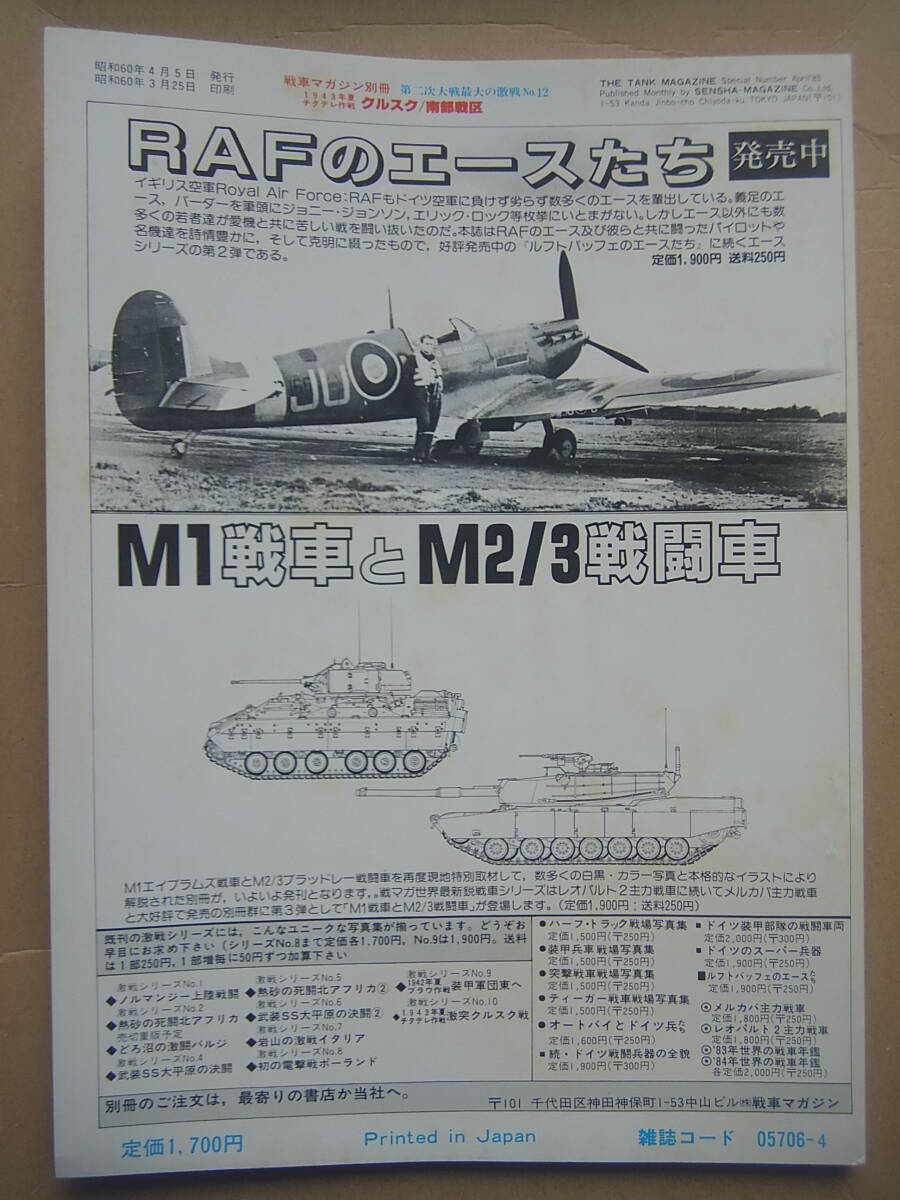 昭和60年4月5日　発行
昭和60年3月25日　印刷
戦車マガジン別冊　第二次大戦最大の激戦No.12
1943年夏 チタデレ作戦 クルスク/南部戦区
THE TANK MAGAZINE Special Number April '85
Published Monthly by SENSHA-MAGAZINE Co.,Ltd.
1-53 Kanda Jinbo-cho Chiyoda-ku, TOKYO JAPAN(〒101)
RAFのエースたち 発売中
イギリス空軍Royal Air Force:RAFもドイツ空軍に負けず劣らず数多くのエースを輩出している。義足のエ
ース，バーダーを筆頭にジョニー・ジョンソン，エリック・ロック等枚挙にいとまがない。しかしエース以外にも数
多くの若者達が愛機と共に苦しい戦を闘い抜いたのだ。本誌はRAFのエース及び彼らと共に闘ったパイロットや
名機達を詩情豊かに，そして克明に綴ったもので，好評発売中の『ルフトバッフェのエースたち』に続くエース
シリーズの第2弾である。　定価1,900円 送料250円
JU
M1戦車とM2/3戦闘車
M1エイブラムズ戦車とM2/3ブラッドレー戦闘車を再度現地特別取材して，数多くの白黒・カラー写真と本格的なイラストにより
解説された別冊が，いよいよ発刊となります。戦マガ世界最新鋭戦車シリーズはレオパルト2主力戦車に続いてメルカバ主力戦車
と大好評で発売の別冊群に第3弾として「M1戦車とM2/3戦闘車」が登場します。（定価1,900円：送料250円）
既刊の激戦シリーズには，こんなユニークな写真集が揃っています。どうぞお
早目にお求め下さい（シリーズNo.8まで定価各1,700円，No.9は1,900円。送料
は1部250円，1部増毎に50円ずつ加算下さい
激戦シリーズNo.1
◆ノルマンジー上陸戦闘
激戦シリーズNo.2
◆熱砂の死闘北アフリカ
売切重版予定
◆どろ沼の激闘バルジ
激戦シリーズNo.4
◆武装SS大平原の決闘
激戦シリーズNo.5
◆熱砂の死闘北アフリカ②
激戦シリーズNo.6
◆武装SS大平原の決闘②
激戦シリーズNo.7
◆岩山の激戦イタリア
激戦シリーズNo.8
◆初の電撃戦ポーランド
激戦シリーズNo.9
◆1942年夏 ブラウ作戦 装甲軍団東へ
激戦シリーズNo.10
◆1943年夏 チタデレ作戦 激突クルスク戦
●ハーフ・トラック戦場写真集
定価1,500円(〒250円)
●装甲兵車戦場写真集
定価1,500円(〒250円)
●突撃戦車戦場写真集
定価1,500円(〒250円)
●ティーガー戦車戦場写真集
定価1,500円(〒250円)
●オートバイとドイツ兵たち
定価1,600円(〒250円)
■続・ドイツ戦闘兵器の全貌
定価1,900円(〒300円)
■ドイツ装甲部隊の戦闘車両
定価2,000円(〒300円)
■ドイツのスーパー兵器
定価1,900円(〒250円)
■ルフトバッフェのエースたち
定価1,900円(〒250円)
⊙メルカバ主力戦車
定価1,800円(〒250円)
⊙レオパルト2主力戦車
定価1,800円(〒250円)
⊙'83年世界の戦車年鑑
⊙'84年世界の戦車年鑑
各定価2,000円(〒250円)
別冊のご注文は，最寄りの書店か当社へ。
〒101 千代田区神田神保町1-53中山ビル㈱戦車マガジン
定価1,700円
Printed in Japan
雑誌コード　05706-4